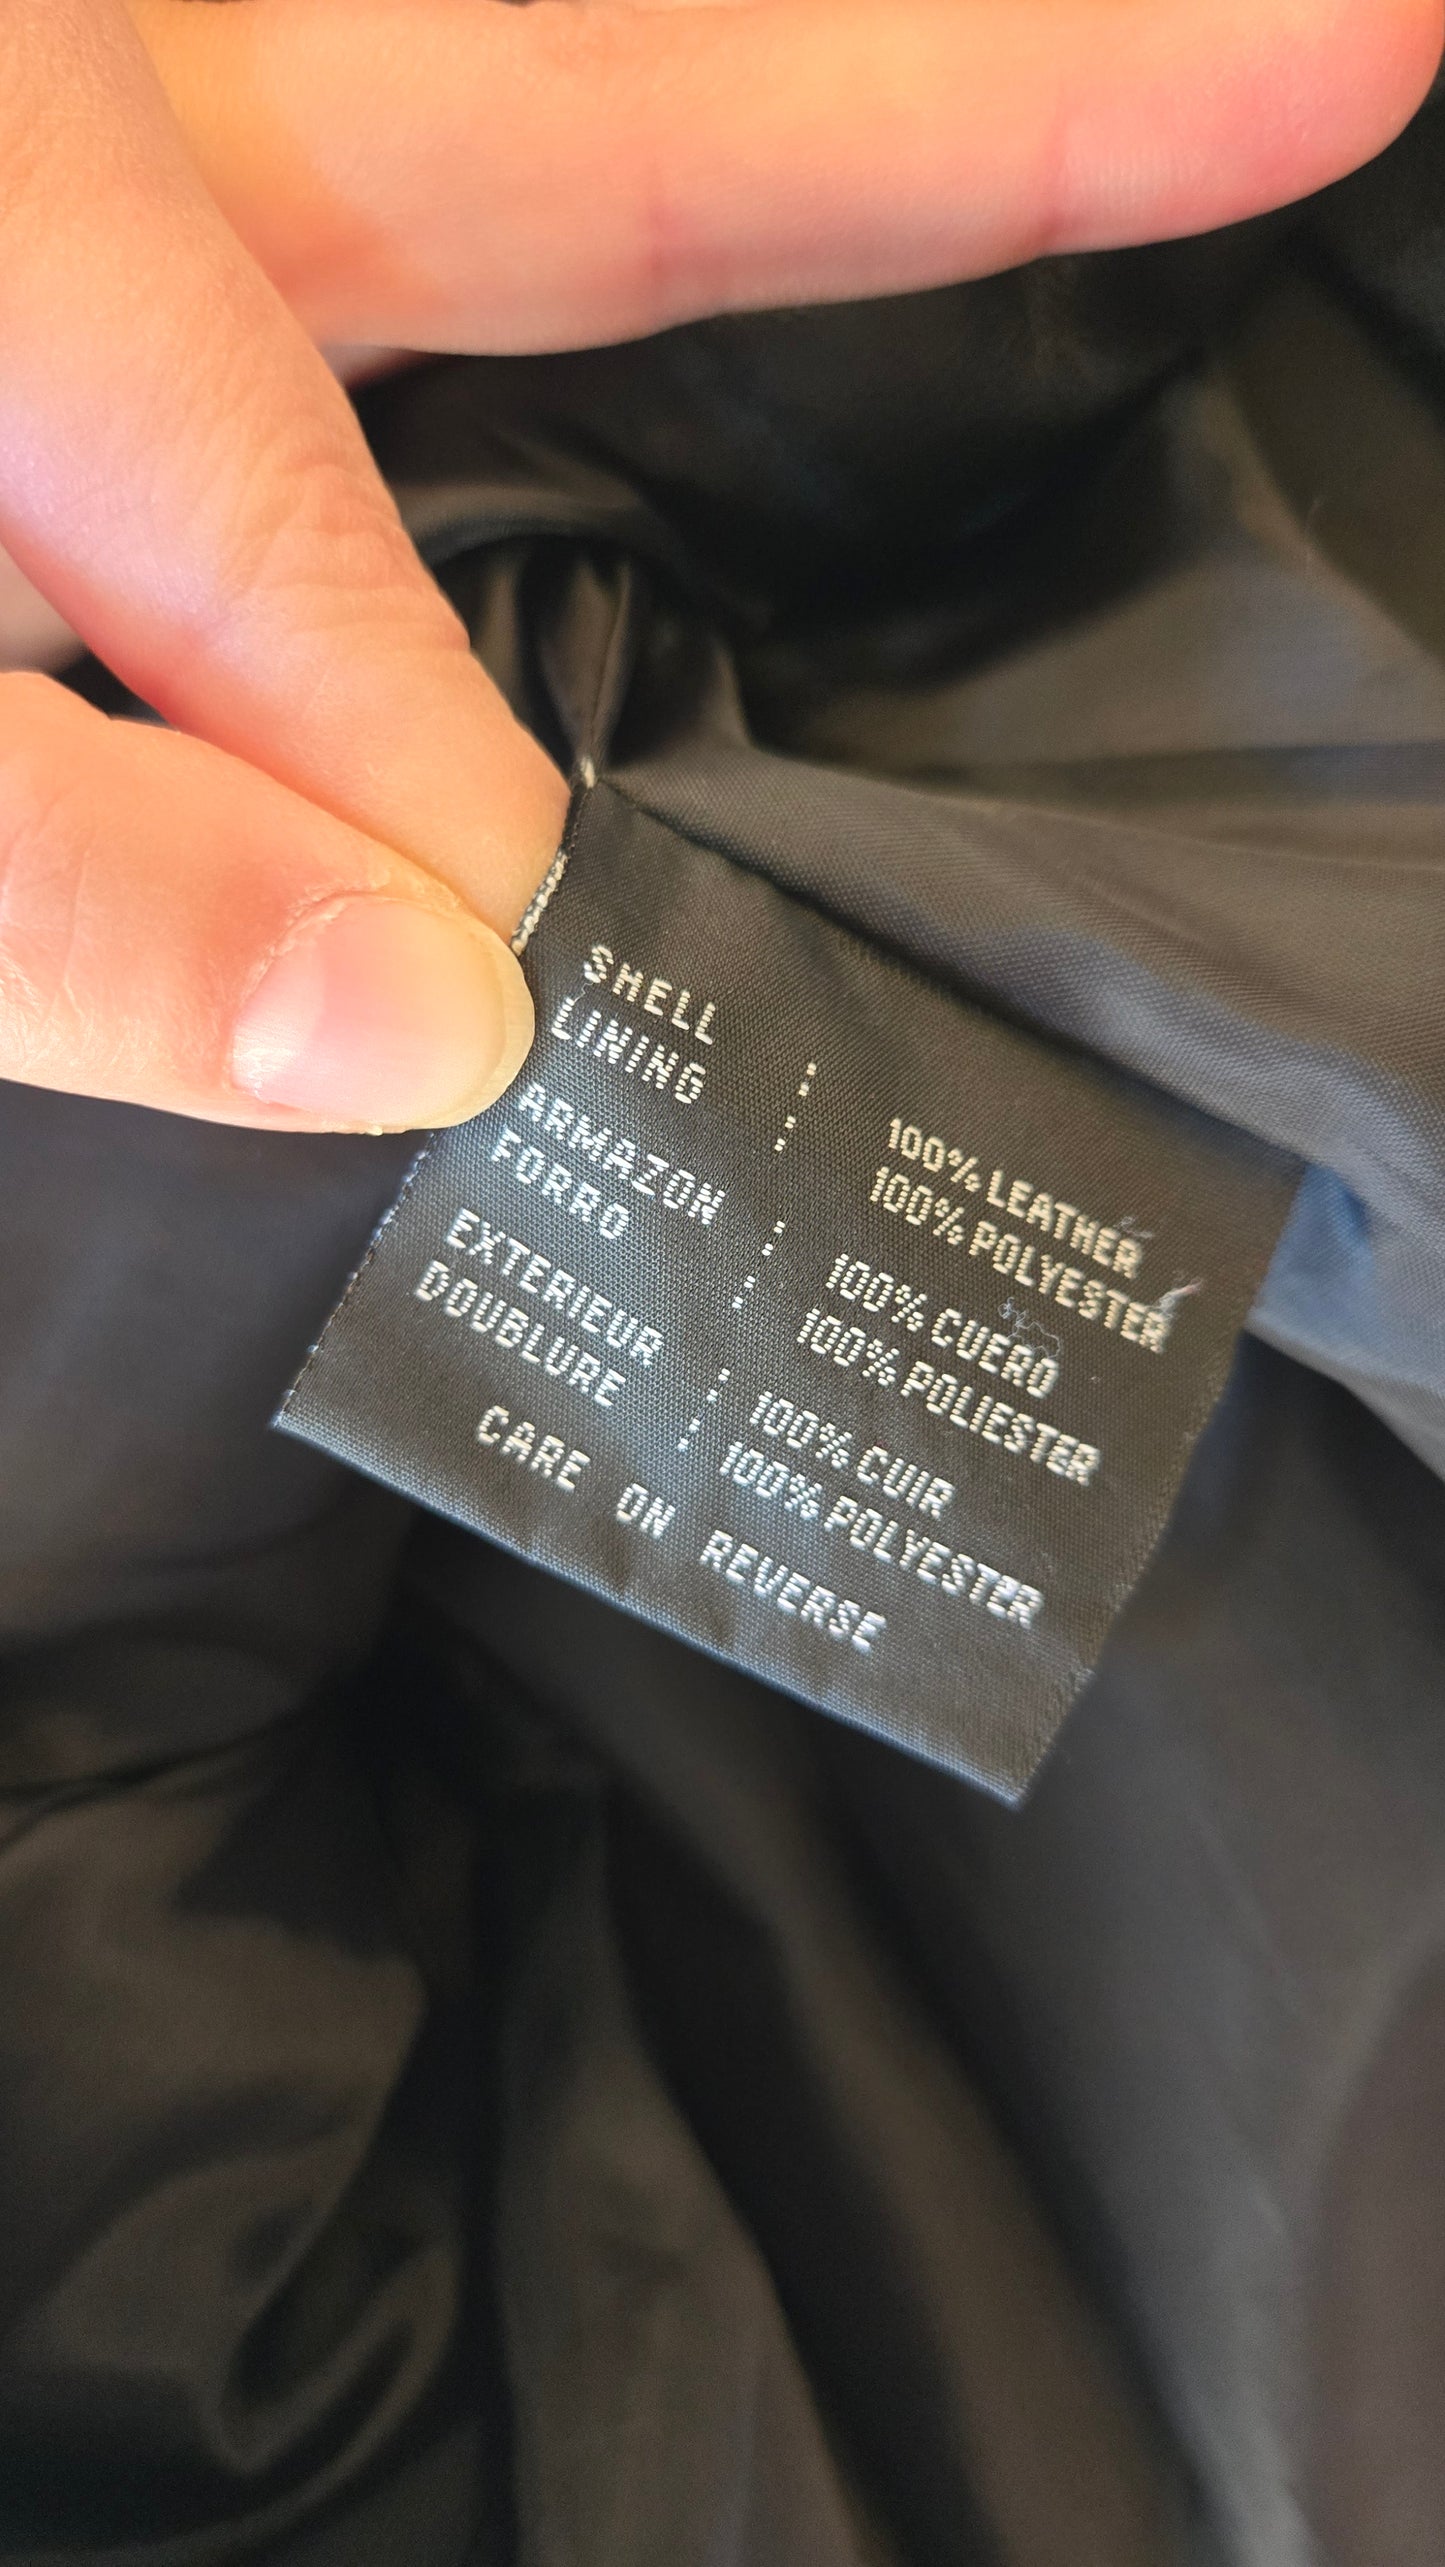 SHELL : 100% LEATHER
LINING : 100% POLYESTER
ARMAZON : 100% CUERO
FORRO : 100% POLIESTER
EXTERIEUR : 100% CUIR
DOUBLURE : 100% POLYESTER
CARE ON REVERSE